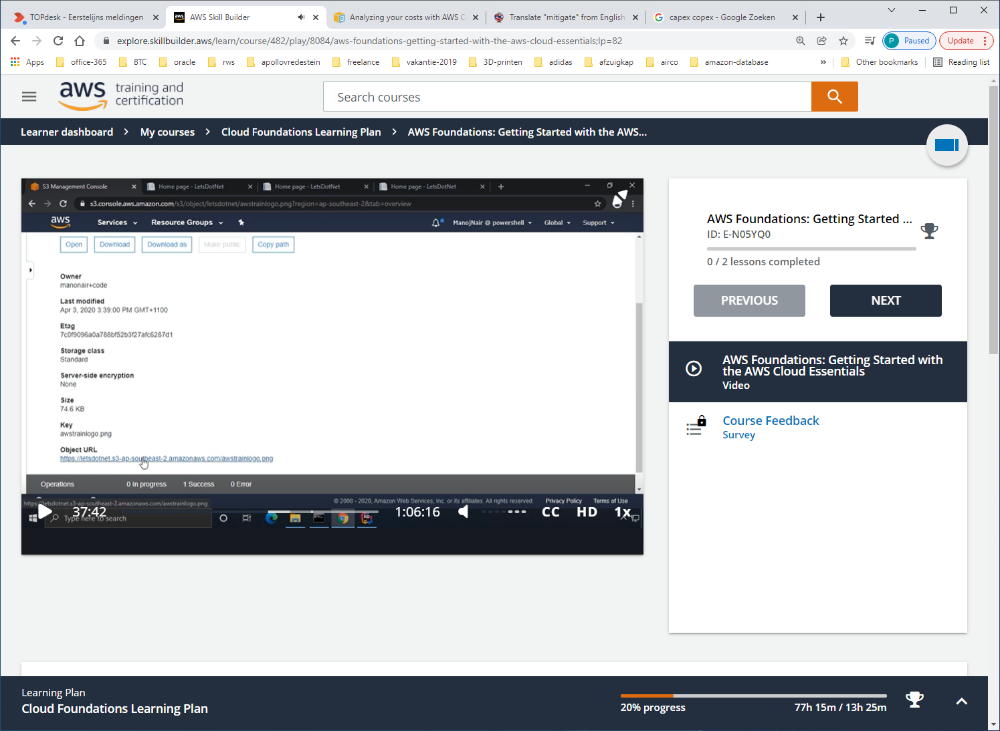 TOPdesk - Eerstelijns meldingen
AWS Skill Builder
Analyzing your costs with AWS C
Translate "mitigate" from English
capex copex - Google Zoeken
explore.skillbuilder.aws/learn/course/482/play/8084/aws-foundations-getting-started-with-the-aws-cloud-essentials;lp=82
P Paused
Update
Apps
office-365
BTC
oracle
rws
apollovredestein
freelance
vakantie-2019
3D-printen
adidas
afzuigkap
airco
amazon-database
»
Other bookmarks
Reading list
aws training and
certification
Search courses
Learner dashboard > My courses > Cloud Foundations Learning Plan > AWS Foundations: Getting Started with the AWS...
S3 Management Console
Home page - LetsDotNet
Home page - LetsDotNet
Home page - LetsDotNet
s3.console.aws.amazon.com/s3/object/letsdotnet/awstrainlogo.png?region=ap-southeast-2&tab=overview
aws
Services
Resource Groups
ManojNair @ powershell
Global
Support
Open
Download
Download as
Make public
Copy path
Owner
manonair+code
Last modified
Apr 3, 2020 3:39:00 PM GMT+1100
Etag
7c0f9096a0a788bf52b3f27afc6287d1
Storage class
Standard
Server-side encryption
None
Size
74.6 KB
Key
awstrainlogo.png
Object URL
https://letsdotnet.s3-ap-southeast-2.amazonaws.com/awstrainlogo.png
Operations
0 In progress
1 Success
0 Error
© 2008 - 2020, Amazon Web Services, Inc. or its affiliates. All rights reserved.
Privacy Policy
Terms of Use
https://letsdotnet.s3-ap-southeast-2.amazonaws.com/awstrainlogo.png
37:42
1:06:16
CC
HD
1x
Type here to search
AWS Foundations: Getting Started ...
ID: E-N05YQ0
0 / 2 lessons completed
PREVIOUS
NEXT
AWS Foundations: Getting Started with
the AWS Cloud Essentials
Video
Course Feedback
Survey
Learning Plan
Cloud Foundations Learning Plan
20% progress
77h 15m / 13h 25m